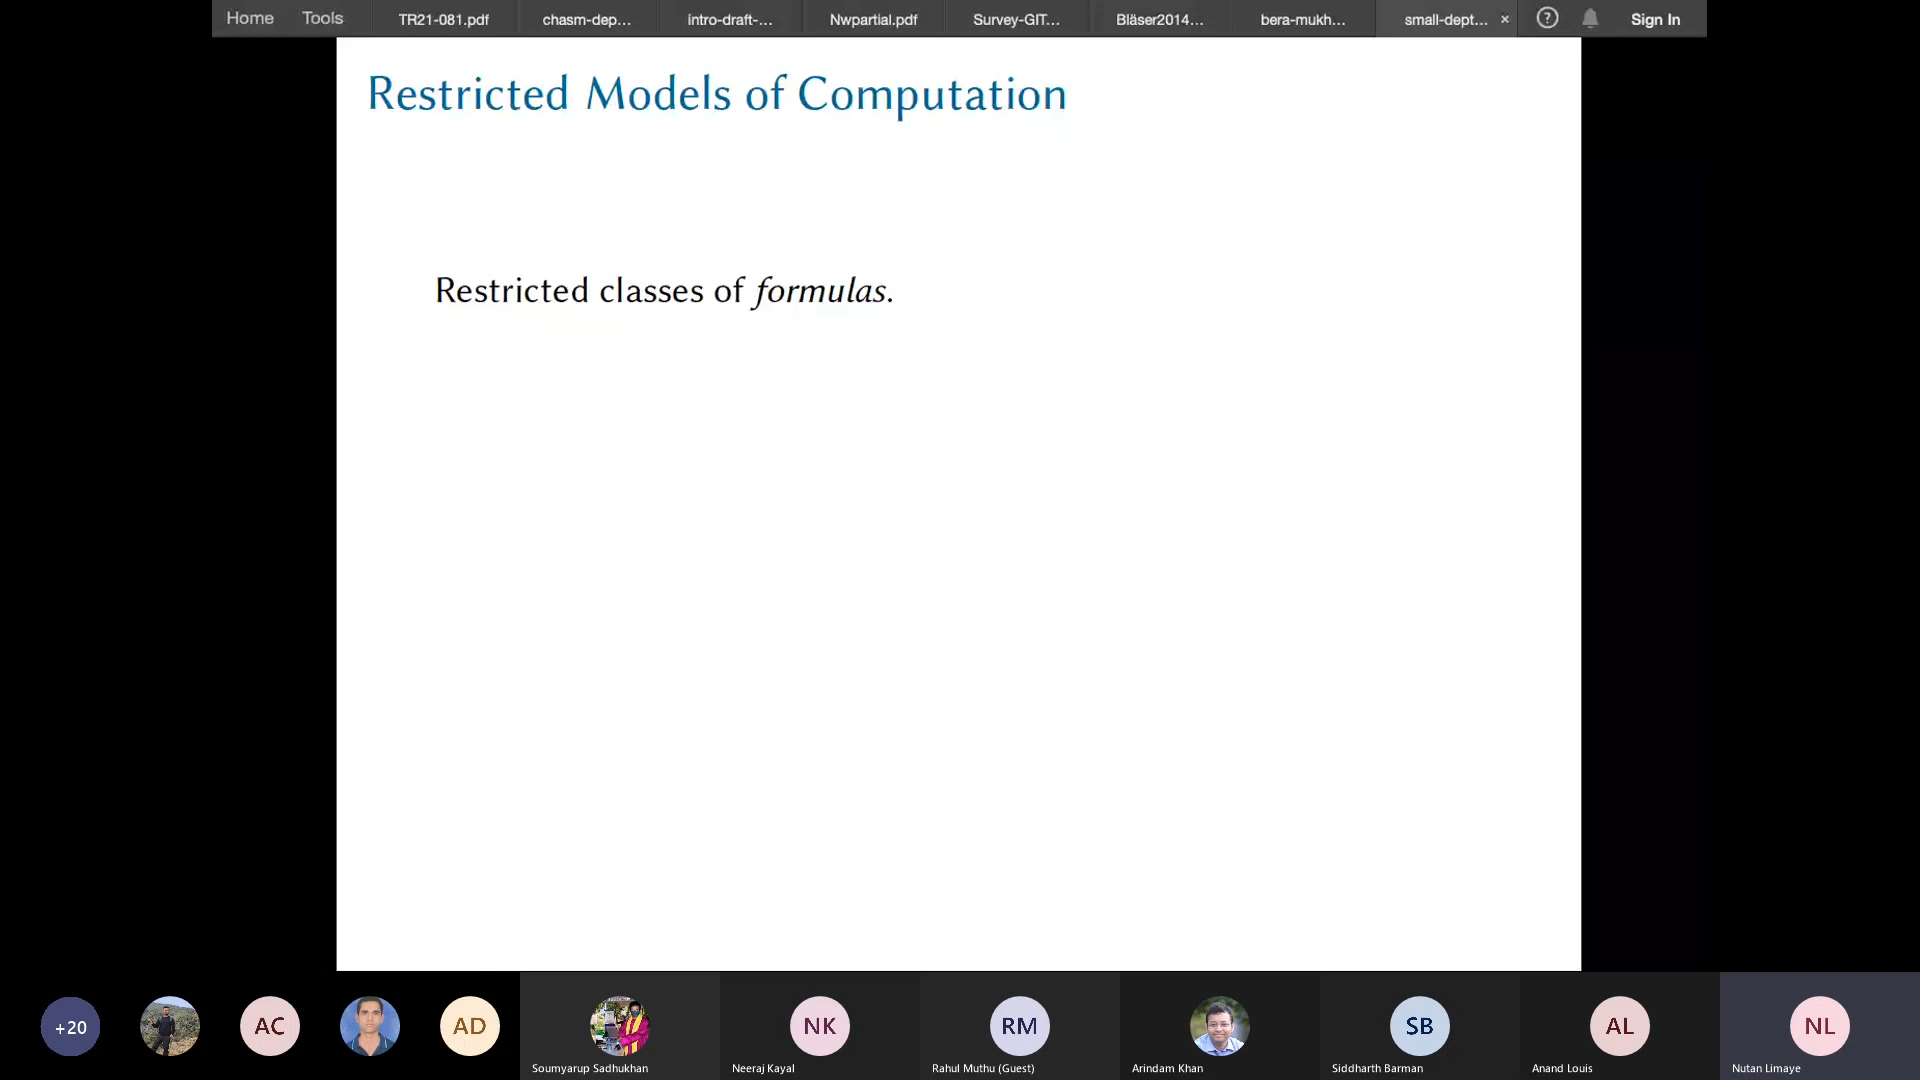 Home Tools TR21-081.pdf chasm-dep... intro-draft-... Nwpartial.pdf Survey-GIT... Bläser2014... bera-mukh... small-dept... × ? Sign In
Restricted Models of Computation
Restricted classes of formulas.
+20 AC AD NK RM SB AL NL
Soumyarup Sadhukhan Neeraj Kayal Rahul Muthu (Guest) Arindam Khan Siddharth Barman Anand Louis Nutan Limaye